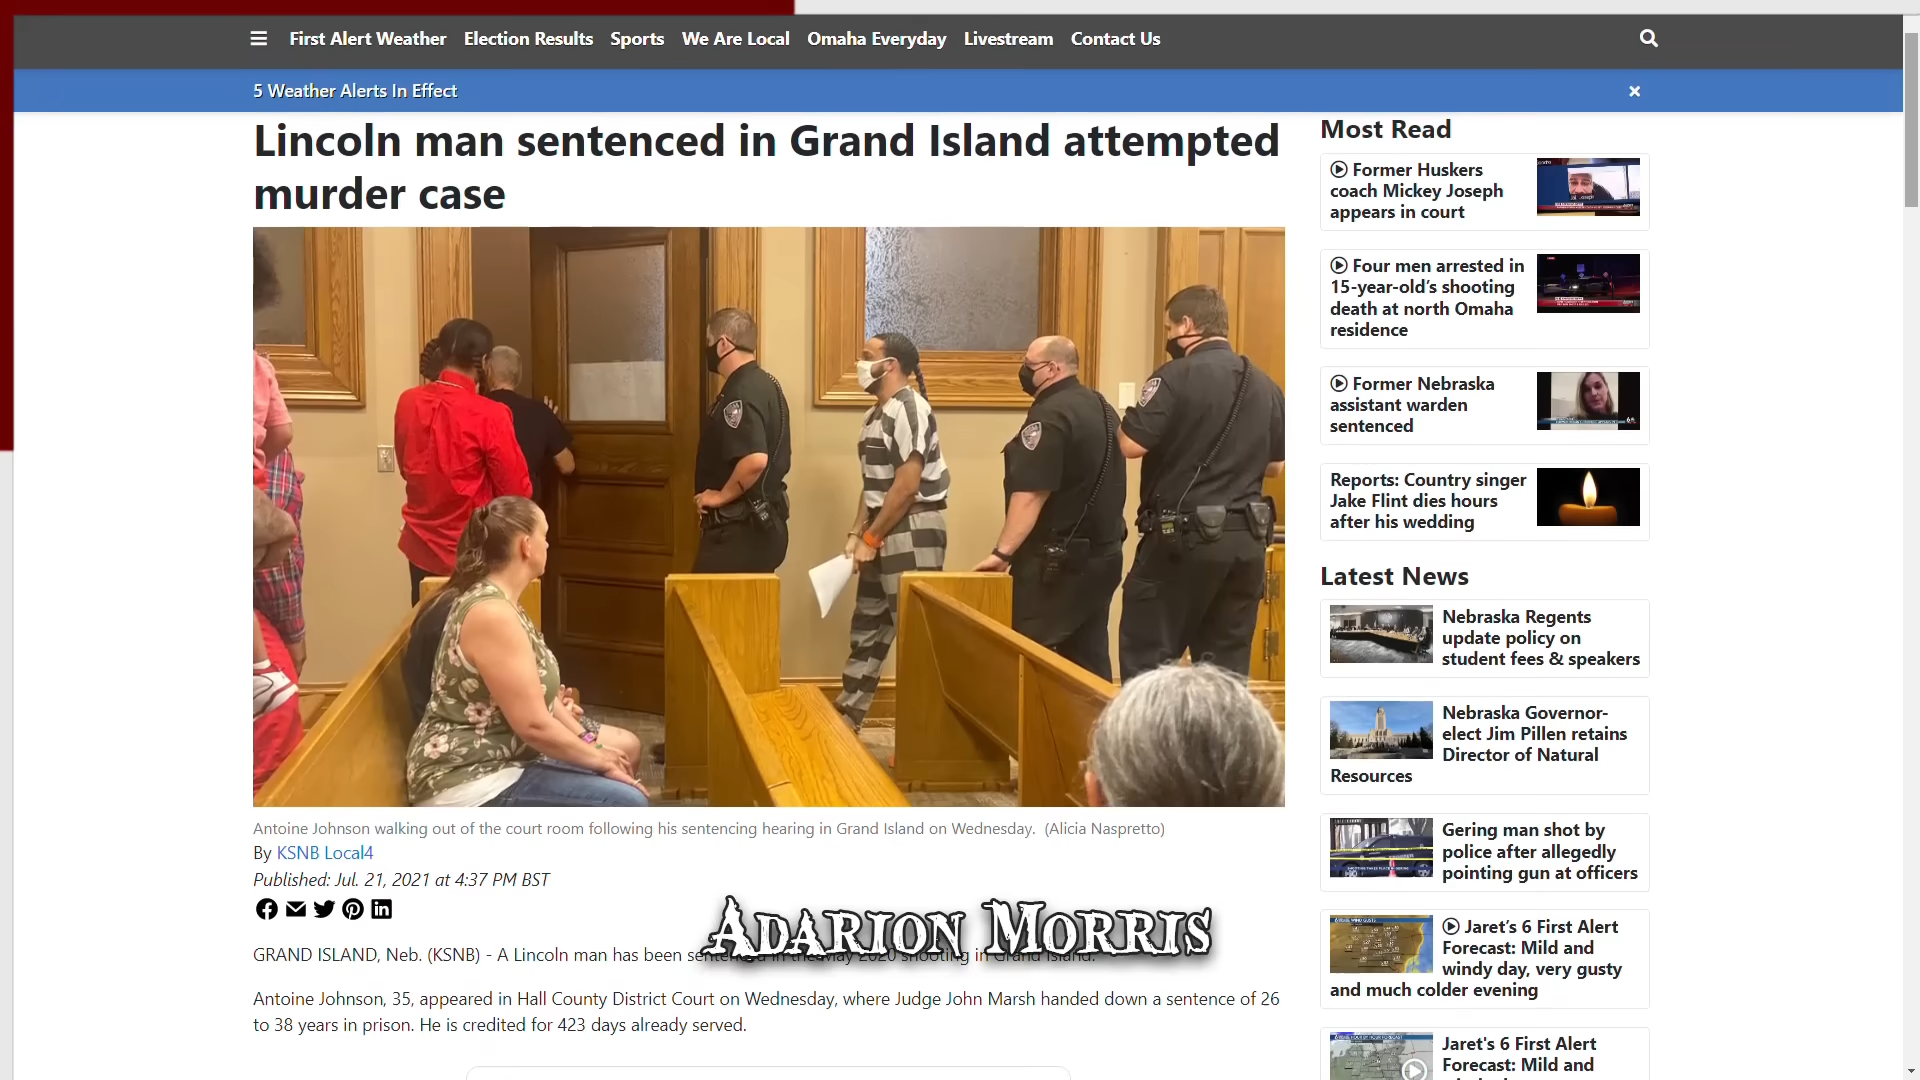 First Alert Weather Election Results Sports We Are Local Omaha Everyday Livestream Contact Us
5 Weather Alerts In Effect
Lincoln man sentenced in Grand Island attempted
murder case
Antoine Johnson walking out of the court room following his sentencing hearing in Grand Island on Wednesday. (Alicia Naspretto)
By KSNB Local4
Published: Jul. 21, 2021 at 4:37 PM BST
Adarion Morris
GRAND ISLAND, Neb. (KSNB) - A Lincoln man has been sentenced in the May 2020 shooting in Grand Island.
Antoine Johnson, 35, appeared in Hall County District Court on Wednesday, where Judge John Marsh handed down a sentence of 26
to 38 years in prison. He is credited for 423 days already served.
Most Read
Former Huskers
coach Mickey Joseph
appears in court
Four men arrested in
15-year-old’s shooting
death at north Omaha
residence
Former Nebraska
assistant warden
sentenced
Reports: Country singer
Jake Flint dies hours
after his wedding
Latest News
Nebraska Regents
update policy on
student fees & speakers
Nebraska Governor-
elect Jim Pillen retains
Director of Natural
Resources
Gering man shot by
police after allegedly
pointing gun at officers
Jaret’s 6 First Alert
Forecast: Mild and
windy day, very gusty
and much colder evening
Jaret's 6 First Alert
Forecast: Mild and